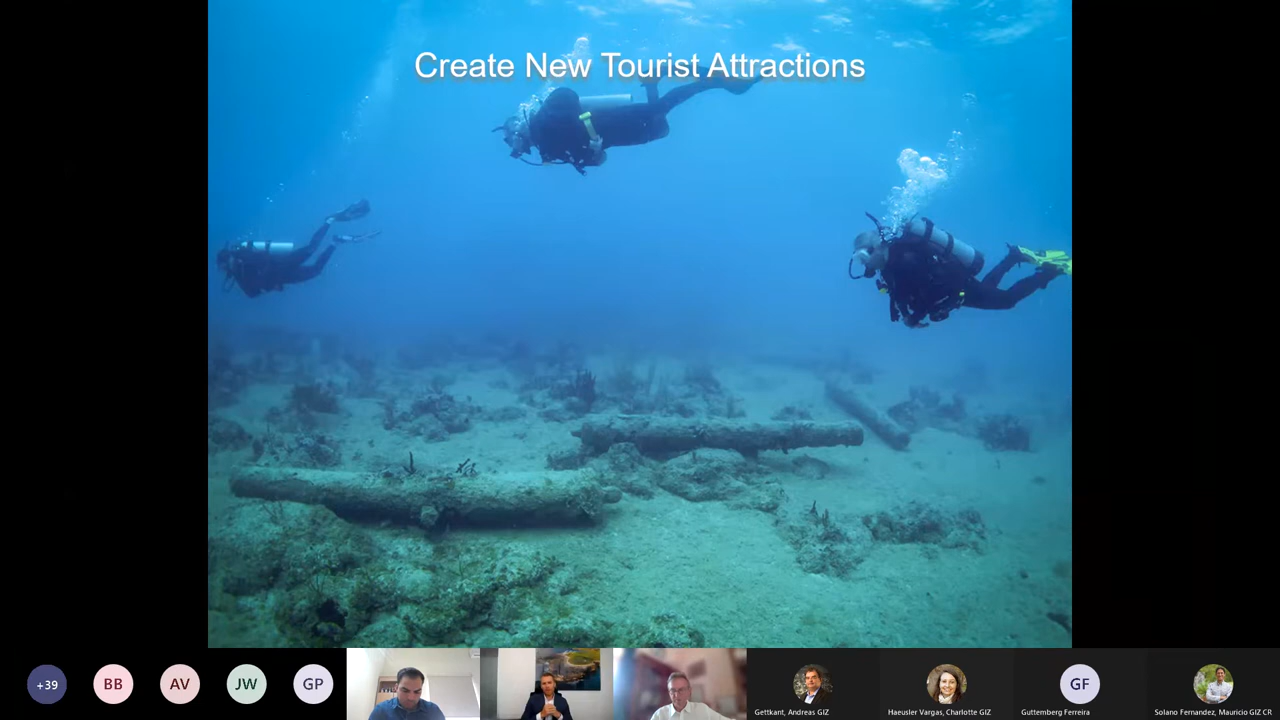 Create New Tourist Attractions
+39
BB
AV
JW
GP
Gettkant, Andreas GIZ
Haeusler Vargas, Charlotte GIZ
GF
Guttemberg Ferreira
Solano Fernandez, Mauricio GIZ CR